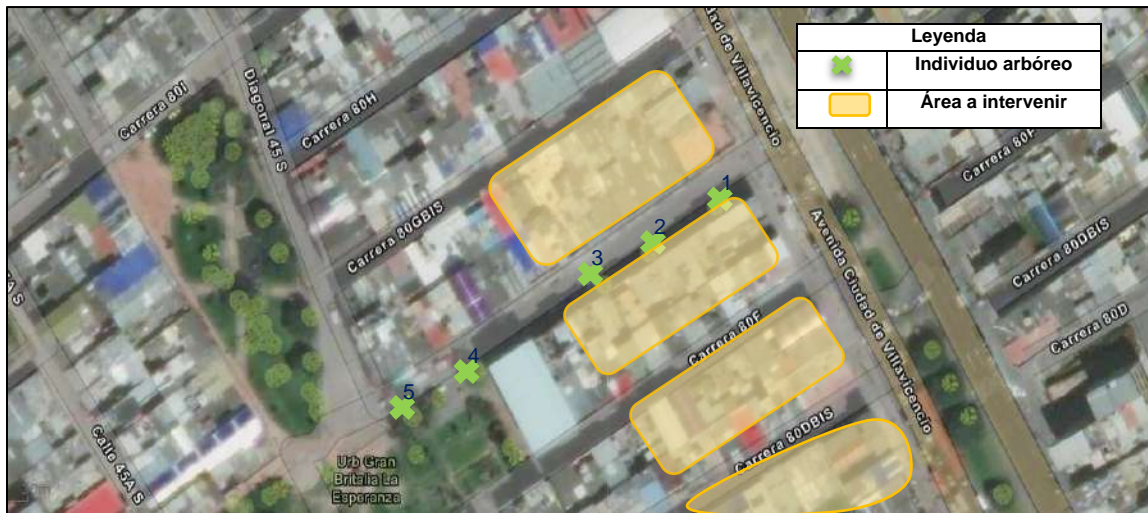 Leyenda
Individuo arbóreo
Área a intervenir
Ciudad de Villavicencio
Carrera 80I
Diagonal 45 S
Carrera 80H
Carrera 80F
Carrera 80GBIS
1
2
3
Avenida Ciudad de Villavicencio
Carrera 80DBIS
Carrera 80D
Carrera 80F
4
5
Carrera 80DBIS
Calle 45A S
Urb Gran
Britalia La
Esperanza